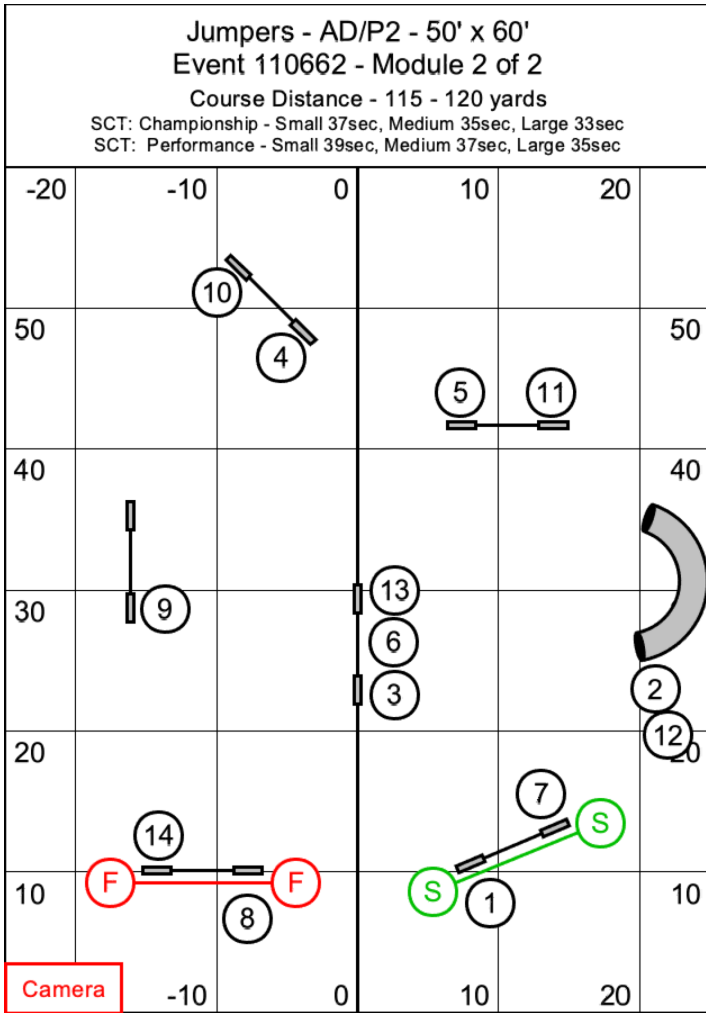 Jumpers - AD/P2 - 50' x 60'
Event 110662 - Module 2 of 2
Course Distance - 115 - 120 yards
SCT: Championship - Small 37sec, Medium 35sec, Large 33sec
SCT: Performance - Small 39sec, Medium 37sec, Large 35sec
-20 -10 0 10 20
10
50 4 50
5 11
40 40
30 9 13
6
3 2
12
20 20
7
14 S
F F S 1
10 8 10
Camera -10 0 10 20